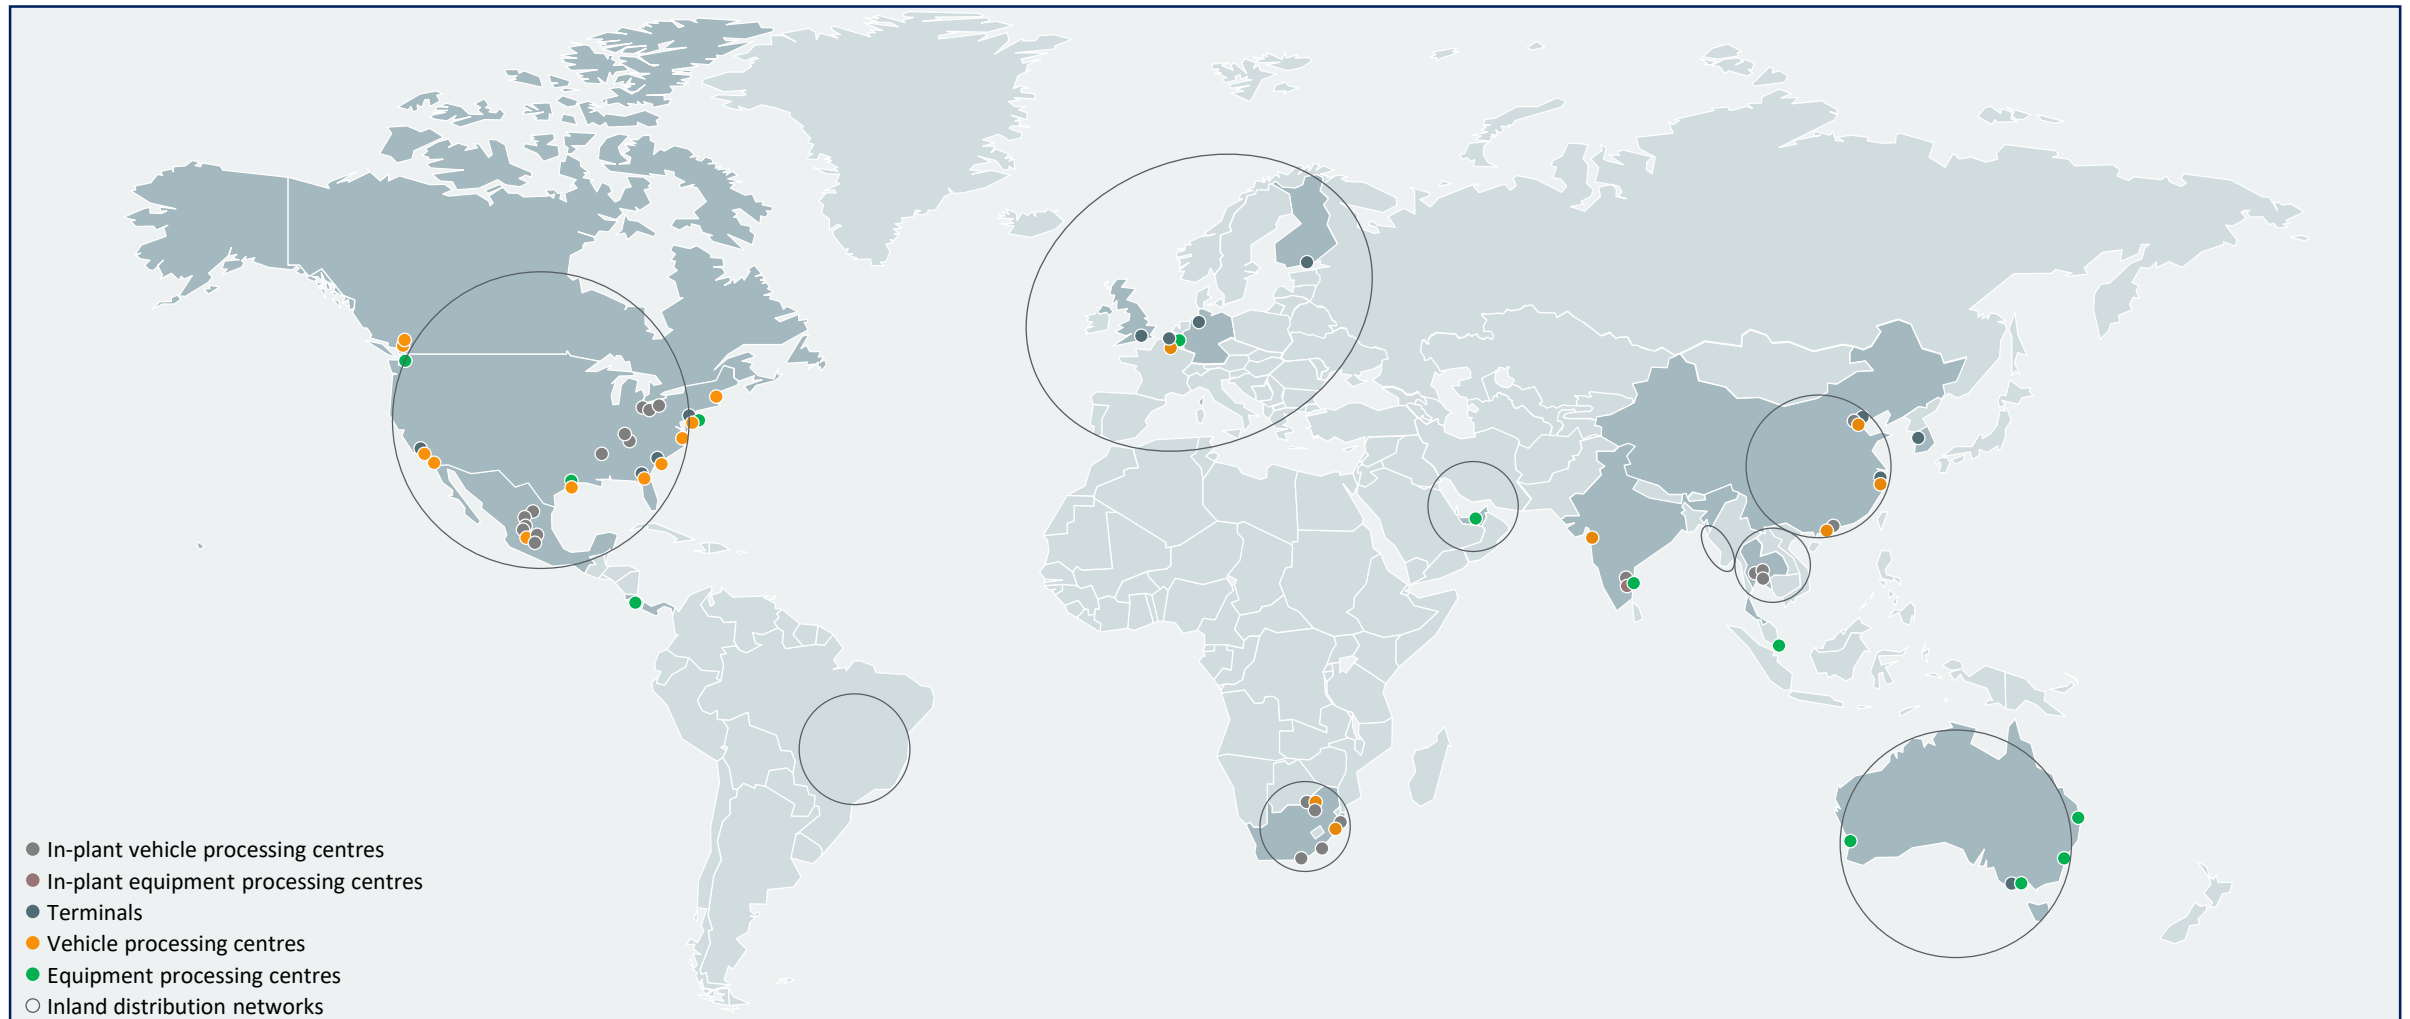 In-plant vehicle processing centres
In-plant equipment processing centres
Terminals
Vehicle processing centres
Equipment processing centres
Inland distribution networks